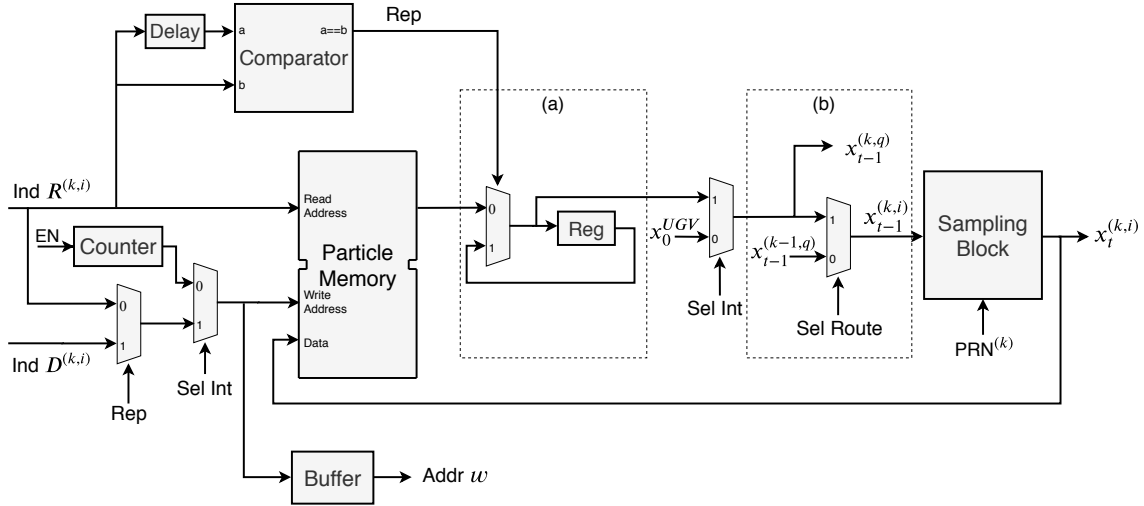 Rep
Delay
a
a==b
Comparator
b
(a)
(b)
$x_{t-1}^{(k,q)}$
Ind $R^{(k,i)}$
Read
Address
0
1
Reg
1
$x_0^{UGV}$
0
1
$x_{t-1}^{(k,i)}$
$x_{t-1}^{(k-1,q)}$
0
Sampling
Block
$x_t^{(k,i)}$
EN
Counter
Particle
Memory
0
0
1
1
Write
Address
Data
Ind $D^{(k,i)}$
Sel Int
Rep
Sel Int
Sel Route
PRN$^{(k)}$
Buffer
Addr $w$